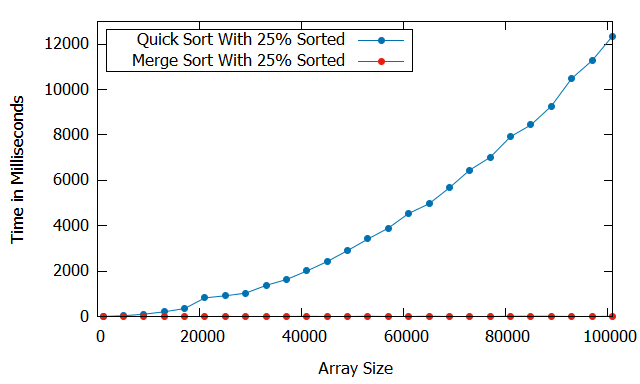 Quick Sort With 25% Sorted
Merge Sort With 25% Sorted
Time in Milliseconds
12000
10000
8000
6000
4000
2000
0
0 20000 40000 60000 80000 100000
Array Size